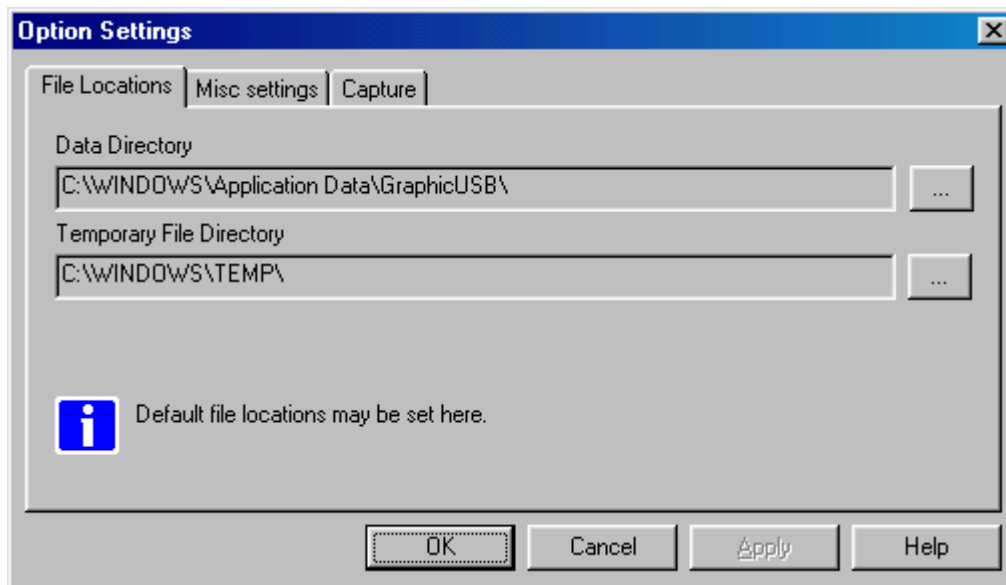 Option Settings
File Locations Misc settings Capture
Data Directory
C:\WINDOWS\Application Data\GraphicUSB\ ...
Temporary File Directory
C:\WINDOWS\TEMP\ ...
i Default file locations may be set here.
OK Cancel Apply Help